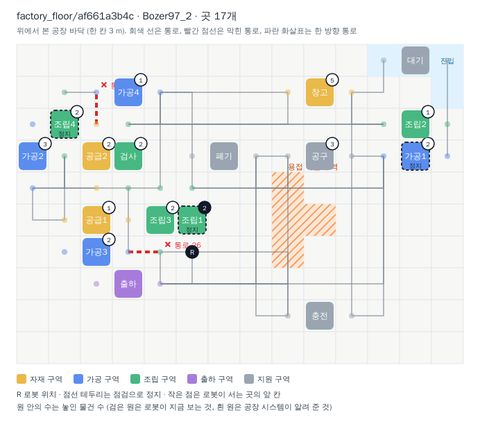 factory_floor/af661a3b4c · Bozer97_2 · 곳 17개
위에서 본 공장 바닥 (한 칸 3 m). 회색 선은 통로, 빨간 점선은 막힌 통로, 파란 화살표는 한 방향 통로
대기
진입
가공4
1
창고
5
조립4
정지
2
조립2
2
가공2
3
공급2
2
검사
2
폐기
공구
3
가공1
정지
2
용접
역
공급1
1
조립3
2
조립1
정지
2
가공3
2
통로 26
R
출하
충전
자재 구역
가공 구역
조립 구역
출하 구역
지원 구역
R 로봇 위치 · 점선 테두리는 점검으로 정지 · 작은 점은 로봇이 서는 곳의 앞 칸
원 안의 수는 놓인 물건 수 (검은 원은 로봇이 지금 보는 것, 흰 원은 공장 시스템이 알려 준 것)